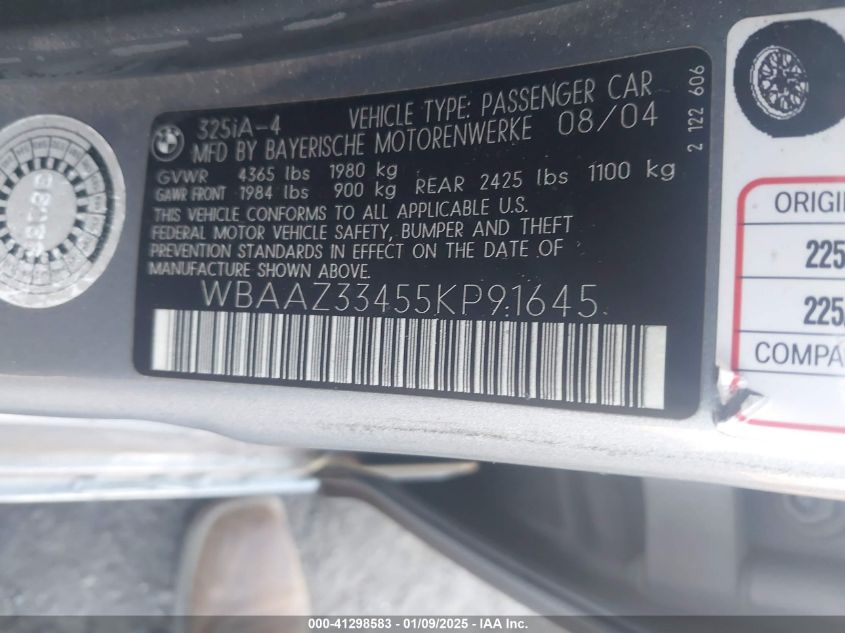 325iA-4 VEHICLE TYPE: PASSENGER CAR
MFD BY BAYERISCHE MOTORENWERKE 08/04
GVWR 4365 lbs 1980 kg
GAWR FRONT 1984 lbs 900 kg REAR 2425 lbs 1100 kg
THIS VEHICLE CONFORMS TO ALL APPLICABLE U.S.
FEDERAL MOTOR VEHICLE SAFETY, BUMPER AND THEFT
PREVENTION STANDARDS IN EFFECT ON THE DATE OF
MANUFACTURE SHOWN ABOVE.
WBAAZ33455KP91645
2 122 606
ORIGI
225
225/
COMPA
000-41298583 - 01/09/2025 - IAA Inc.